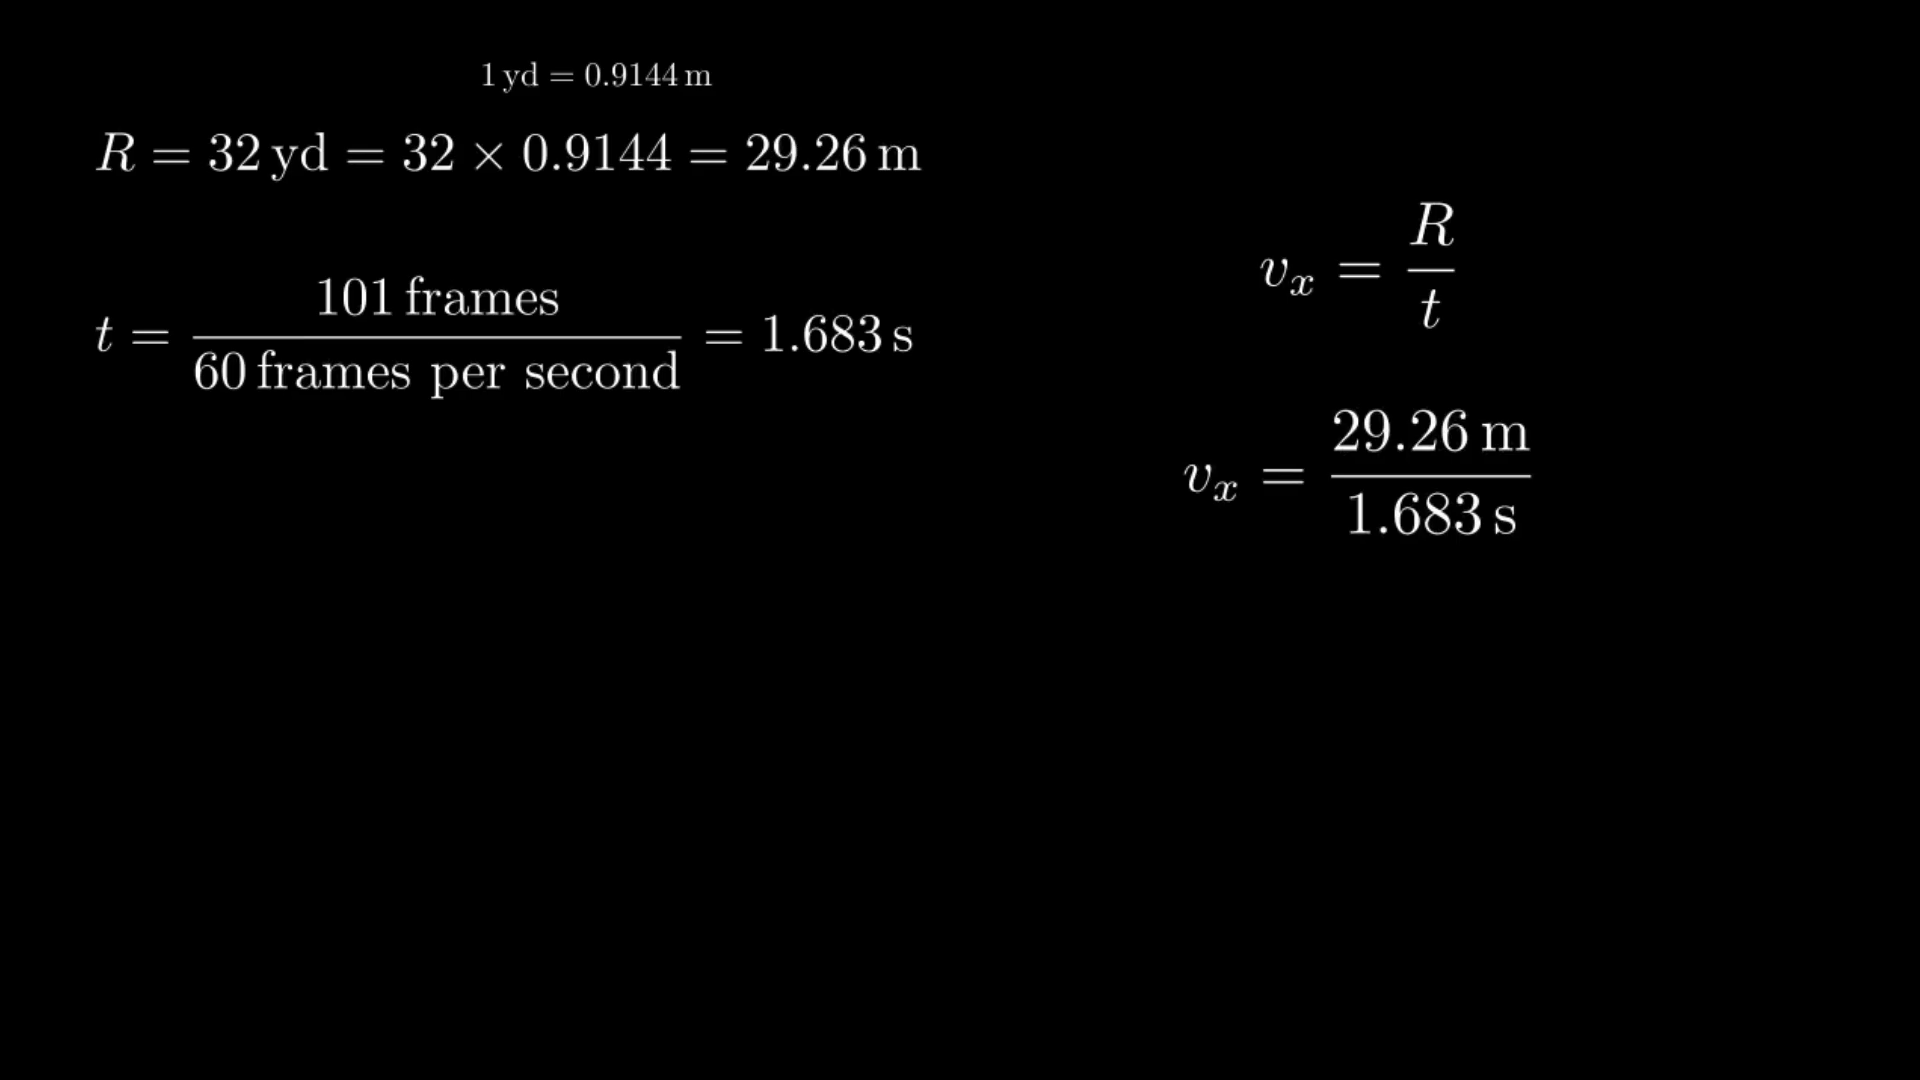 1 yd = 0.9144 m
R = 32 yd = 32 × 0.9144 = 29.26 m
t = 101 frames / 60 frames per second = 1.683 s
v_x = R / t
v_x = 29.26 m / 1.683 s